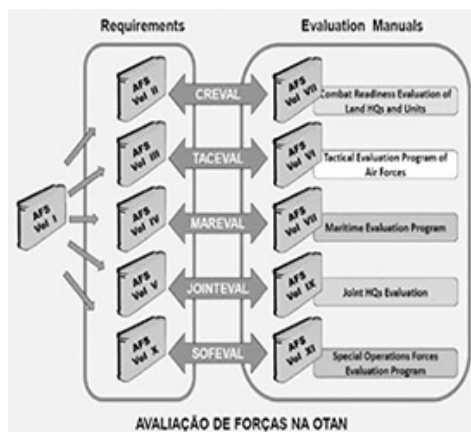 Requirements
Evaluation Manuals
AFS
Vol I
AFS
Vol II
CREVAL
AFS
Vol VII
Combat Readiness Evaluation of
Land HQs and Units
AFS
Vol III
TACEVAL
AFS
Vol VI
Tactical Evaluation Program of
Air Forces
AFS
Vol IV
MAREVAL
AFS
Vol VII
Maritime Evaluation Program
AFS
Vol V
JOINTEVAL
AFS
Vol IX
Joint HQs Evaluation
AFS
Vol X
SOFEVAL
AFS
Vol XI
Special Operations Forces
Evaluation Program
AVALIAÇÃO DE FORÇAS NA OTAN